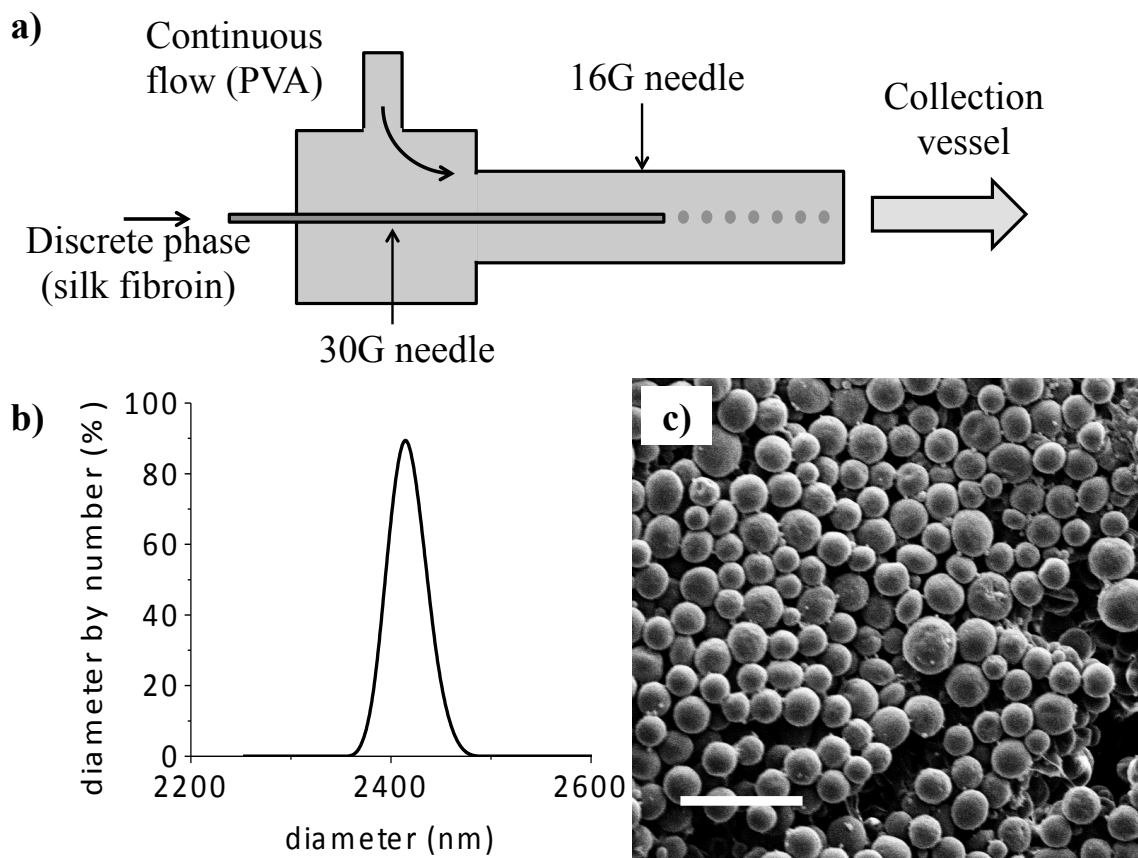 a)
Continuous
flow (PVA)
16G needle
Collection
vessel
Discrete phase
(silk fibroin)
30G needle
b)
diameter by number (%)
100
80
60
40
20
0
2200
2400
2600
diameter (nm)
c)